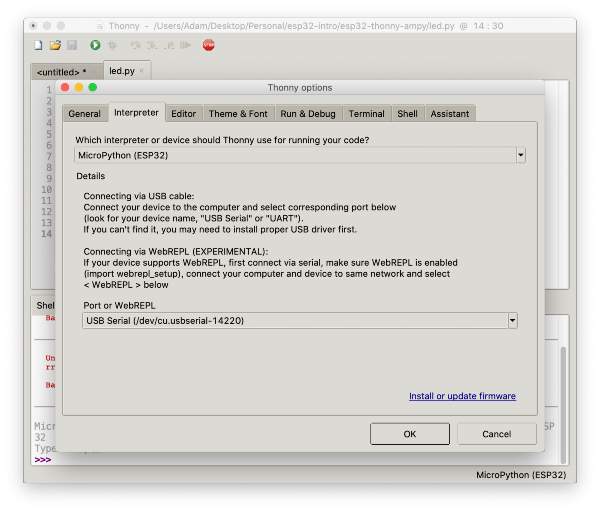 Thonny - /Users/Adam/Desktop/Personal/esp32-intro/esp32-thonny-ampy/led.py @ 14 : 30
<untitled> * led.py
Thonny options
General Interpreter Editor Theme & Font Run & Debug Terminal Shell Assistant
1
2
3
4
5
6
7
8
9
10
11
12
13
14
Which interpreter or device should Thonny use for running your code?
MicroPython (ESP32)
Details
Connecting via USB cable:
Connect your device to the computer and select corresponding port below
(look for your device name, "USB Serial" or "UART").
If you can't find it, you may need to install proper USB driver first.
Connecting via WebREPL (EXPERIMENTAL):
If your device supports WebREPL, first connect via serial, make sure WebREPL is enabled
(import webrepl_setup), connect your computer and device to same network and select
< WebREPL > below
Port or WebREPL
USB Serial (/dev/cu.usbserial-14220)
Install or update firmware
OK Cancel
Shel
Ba
Un
rr
Ba
Micr SP
32
Type
>>>
MicroPython (ESP32)